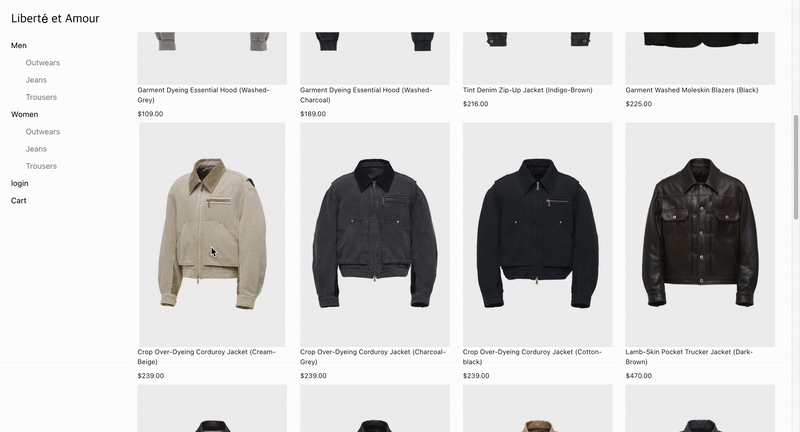 Liberté et Amour
Men
Outwears
Jeans
Trousers
Women
Outwears
Jeans
Trousers
login
Cart
Garment Dyeing Essential Hood (Washed-
Grey)
$109.00
Garment Dyeing Essential Hood (Washed-
Charcoal)
$189.00
Tint Denim Zip-Up Jacket (Indigo-Brown)
$216.00
Garment Washed Moleskin Blazers (Black)
$225.00
Crop Over-Dyeing Corduroy Jacket (Cream-
Beige)
$239.00
Crop Over-Dyeing Corduroy Jacket (Charcoal-
Grey)
$239.00
Crop Over-Dyeing Corduroy Jacket (Cotton-
black)
$239.00
Lamb-Skin Pocket Trucker Jacket (Dark-
Brown)
$470.00